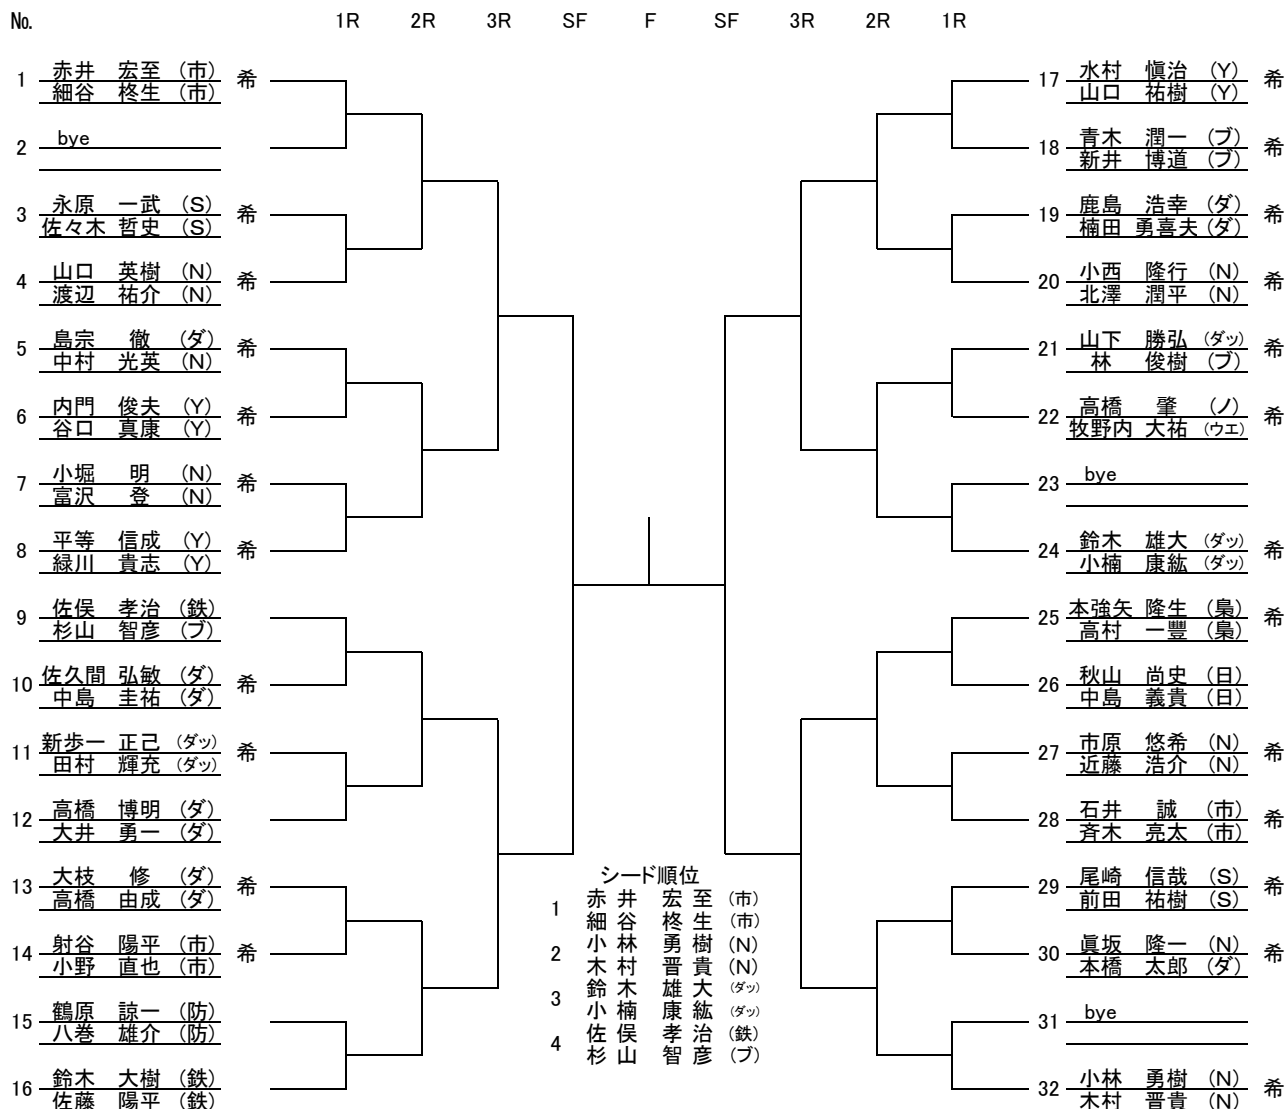 № 1R 2R 3R SF F SF 3R 2R 1R
1 赤井 宏至 (市) 希
細谷 柊生 (市)
2 bye
3 永原 一武 (S) 希
佐々木 哲史 (S)
4 山口 英樹 (N) 希
渡辺 祐介 (N)
5 島宗 徹 (ダ) 希
中村 光英 (N)
6 内門 俊夫 (Y) 希
谷口 真康 (Y)
7 小堀 明 (N) 希
富沢 登 (N)
8 平等 信成 (Y) 希
緑川 貴志 (Y)
9 佐俣 孝治 (鉄)
杉山 智彦 (ブ)
10 佐久間 弘敏 (ダ) 希
中島 圭祐 (ダ)
11 新歩一 正己 (ダッ) 希
田村 輝充 (ダッ)
12 高橋 博明 (ダ)
大井 勇一 (ダ)
13 大枝 修 (ダ) 希
高橋 由成 (ダ)
14 射谷 陽平 (市) 希
小野 直也 (市)
15 鶴原 諒一 (防)
八巻 雄介 (防)
16 鈴木 大樹 (鉄)
佐藤 陽平 (鉄)
17 水村 愼治 (Y) 希
山口 祐樹 (Y)
18 青木 潤一 (ブ) 希
新井 博道 (ブ)
19 鹿島 浩幸 (ダ) 希
楠田 勇喜夫 (ダ)
20 小西 隆行 (N) 希
北澤 潤平 (N)
21 山下 勝弘 (ダッ) 希
林 俊樹 (ブ)
22 高橋 肇 (ノ) 希
牧野内 大祐 (ウエ)
23 bye
24 鈴木 雄大 (ダッ) 希
小楠 康紘 (ダッ)
25 本強矢 隆生 (梟) 希
高村 一豊 (梟)
26 秋山 尚史 (日)
中島 義貴 (日)
27 市原 悠希 (N) 希
近藤 浩介 (N)
28 石井 誠 (市) 希
斉木 亮太 (市)
29 尾崎 信哉 (S) 希
前田 祐樹 (S)
30 眞坂 隆一 (N) 希
本橋 太郎 (ダ)
31 bye
32 小林 勇樹 (N) 希
木村 晋貴 (N)
シード順位
1 赤井 宏至 (市)
細谷 柊生 (市)
2 小林 勇樹 (N)
木村 晋貴 (N)
3 鈴木 雄大 (ダッ)
小楠 康紘 (ダッ)
4 佐俣 孝治 (鉄)
杉山 智彦 (ブ)